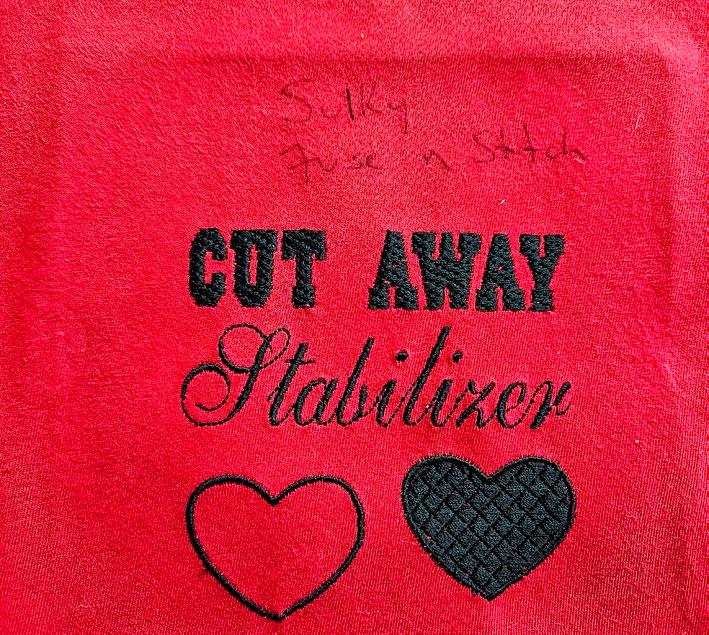 Sulky
Fuse n Stitch
CUT AWAY
Stabilizer